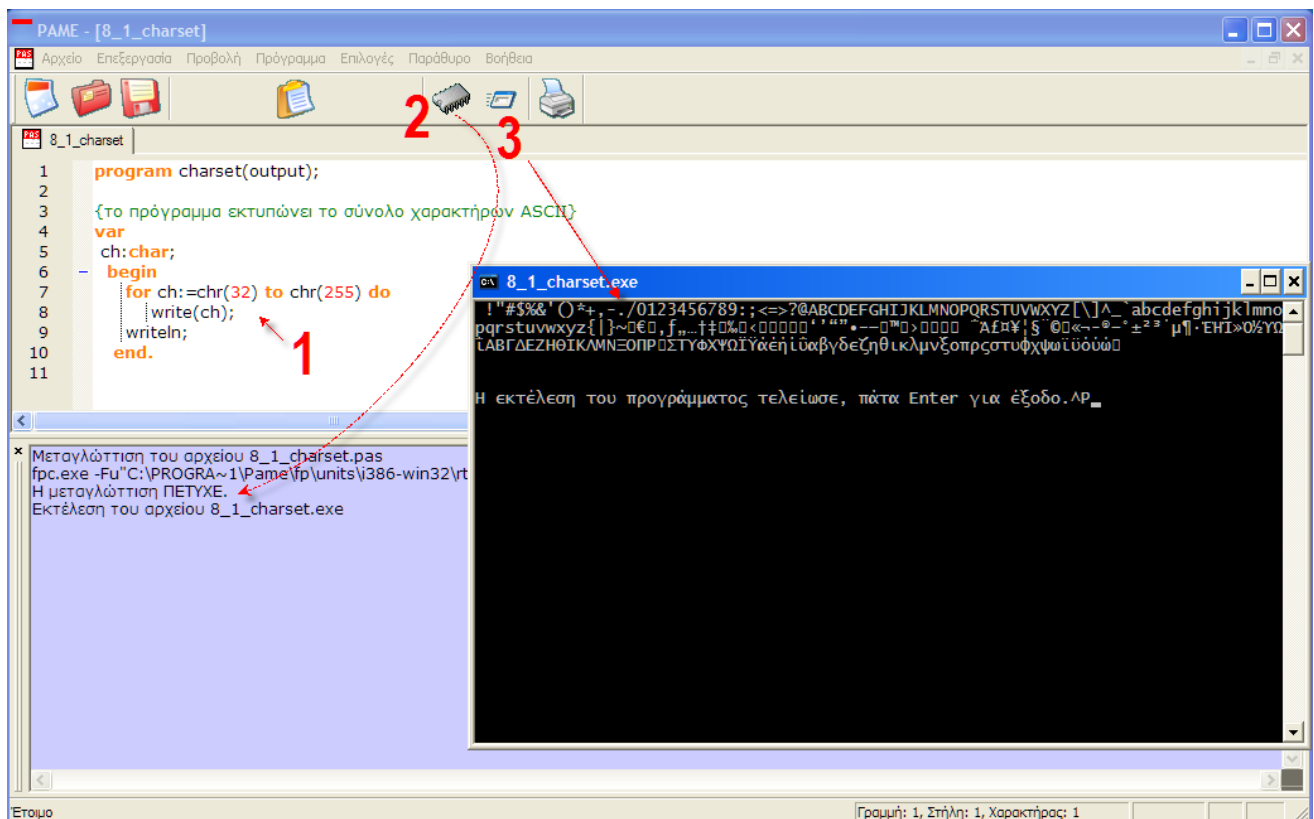 PAME - [8_1_charset]
Αρχείο Επεξεργασία Προβολή Πρόγραμμα Επιλογές Παράθυρο Βοήθεια
2
3
8_1_charset
1 program charset(output);
2
3 {το πρόγραμμα εκτυπώνει το σύνολο χαρακτήρων ASCII}
4 var
5 ch:char;
6 begin
7 for ch:=chr(32) to chr(255) do
8 write(ch);
9 writeln;
10 end.
11
1
8_1_charset.exe
!"#$%&'()*+,-./0123456789:;<=>?@ABCDEFGHIJKLMNOPQRSTUVWXYZ[\]^_`abcdefghijklmno
pqrstuvwxyz{|}~
ΐΑΒΓΔΕΖΗΘΙΚΛΜΝΞΟΠΡ▯ΣΤΥΦΧΨΩΪΫάέήίΰαβγδεζηθικλμνξοπρςστυφχψωϊϋόύώ▯
Η εκτέλεση του προγράμματος τελείωσε, πάτα Enter για έξοδο.^P_
Μεταγλώττιση του αρχείου 8_1_charset.pas
fpc.exe -Fu"C:\PROGRA~1\Pame\fp\units\i386-win32\rt
Η μεταγλώττιση ΠΕΤΥΧΕ.
Εκτέλεση του αρχείου 8_1_charset.exe
Έτοιμο
Γραμμή: 1, Στήλη: 1, Χαρακτήρας: 1